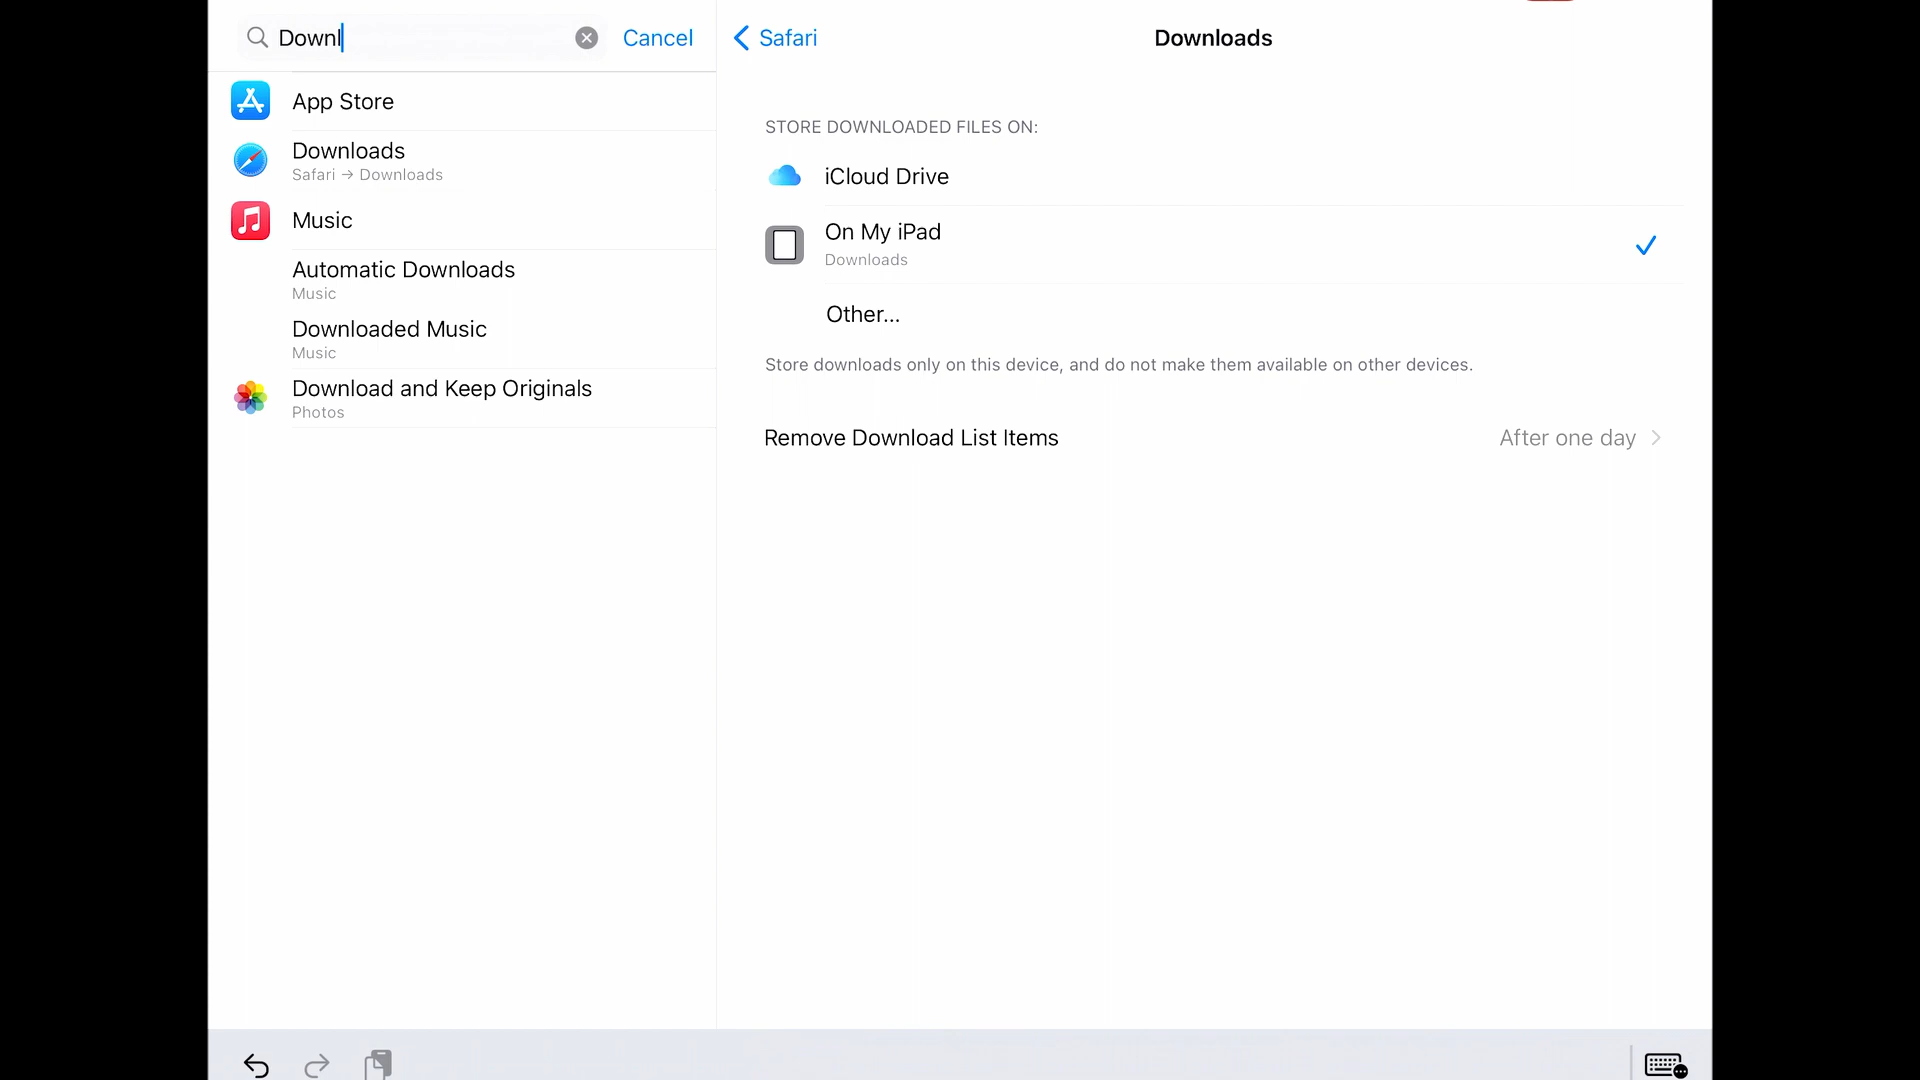 Downl
Cancel
App Store
Downloads
Safari → Downloads
Music
Automatic Downloads
Music
Downloaded Music
Music
Download and Keep Originals
Photos
Safari
Downloads
STORE DOWNLOADED FILES ON:
iCloud Drive
On My iPad
Downloads
Other...
Store downloads only on this device, and do not make them available on other devices.
Remove Download List Items
After one day